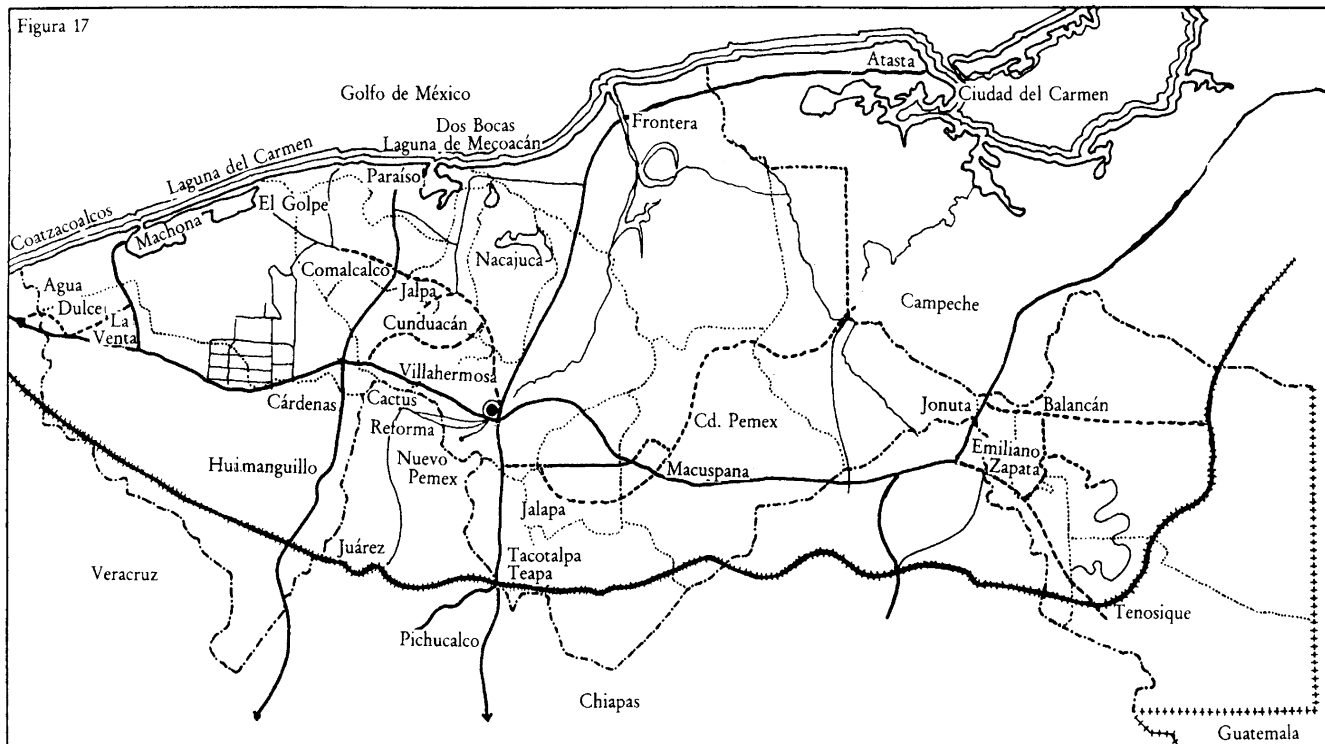 Figura 17
Atasta
Golfo de México
Ciudad del Carmen
Dos Bocas
Frontera
Laguna de Mecoacán
Laguna del Carmen
Paraíso
El Golpe
Coatzacoalcos
Machona
Nacajuca
Comalcalco
Agua
Dulce
Jalpa
Campeche
La
Venta
Cunduacán
Villahermosa
Cárdenas
Cactus
Jonuta
Balancán
Reforma
Cd. Pemex
Emiliano
Zapata
Huimanguillo
Nuevo
Pemex
Macuspana
Jalapa
Juárez
Tacotalpa
Teapa
Veracruz
Tenosique
Pichucalco
Chiapas
Guatemala